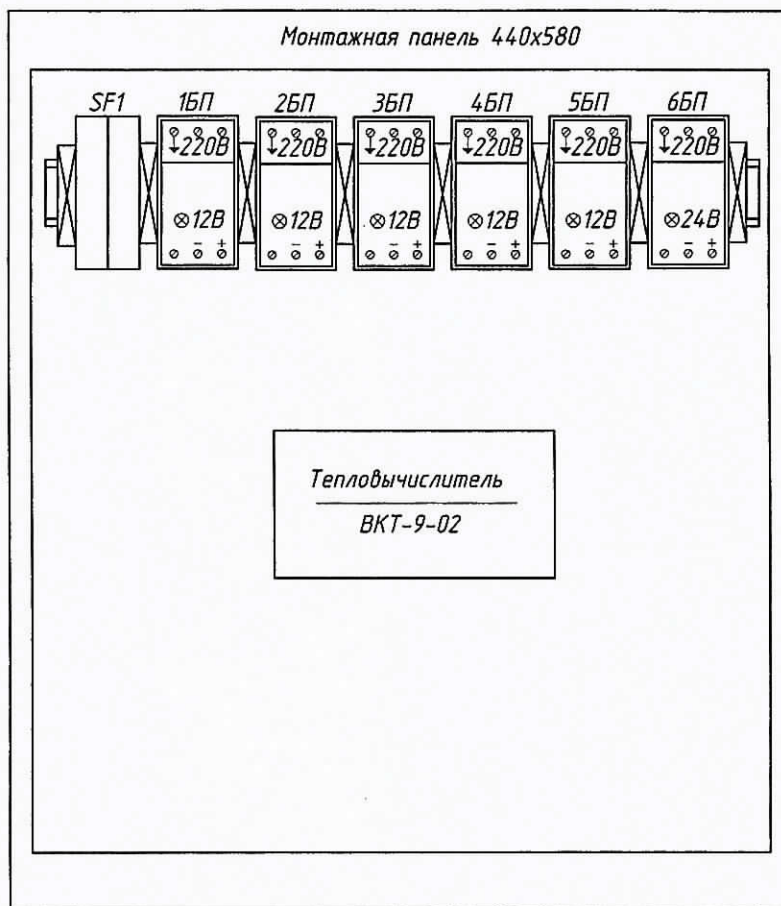 Монтажная панель 440х580
SF1 1БП 2БП 3БП 4БП 5БП 6БП
220В 220В 220В 220В 220В 220В
12В 12В 12В 12В 12В 24В
− + − + − + − + − + − +
Тепловычислитель
ВКТ-9-02